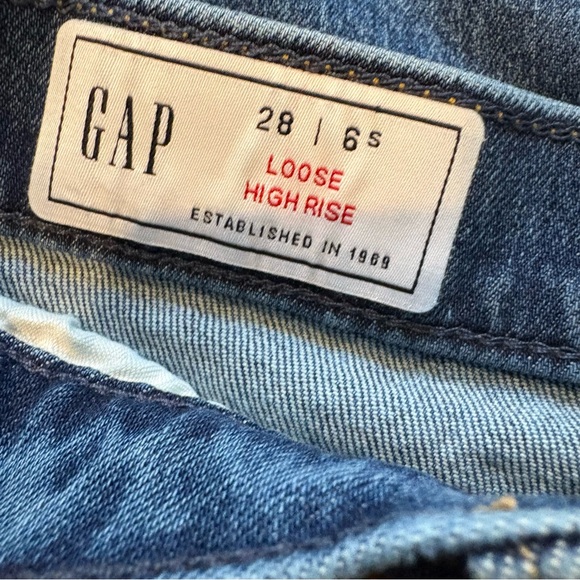 GAP
28 | 6s
LOOSE
HIGH RISE
ESTABLISHED IN 1969